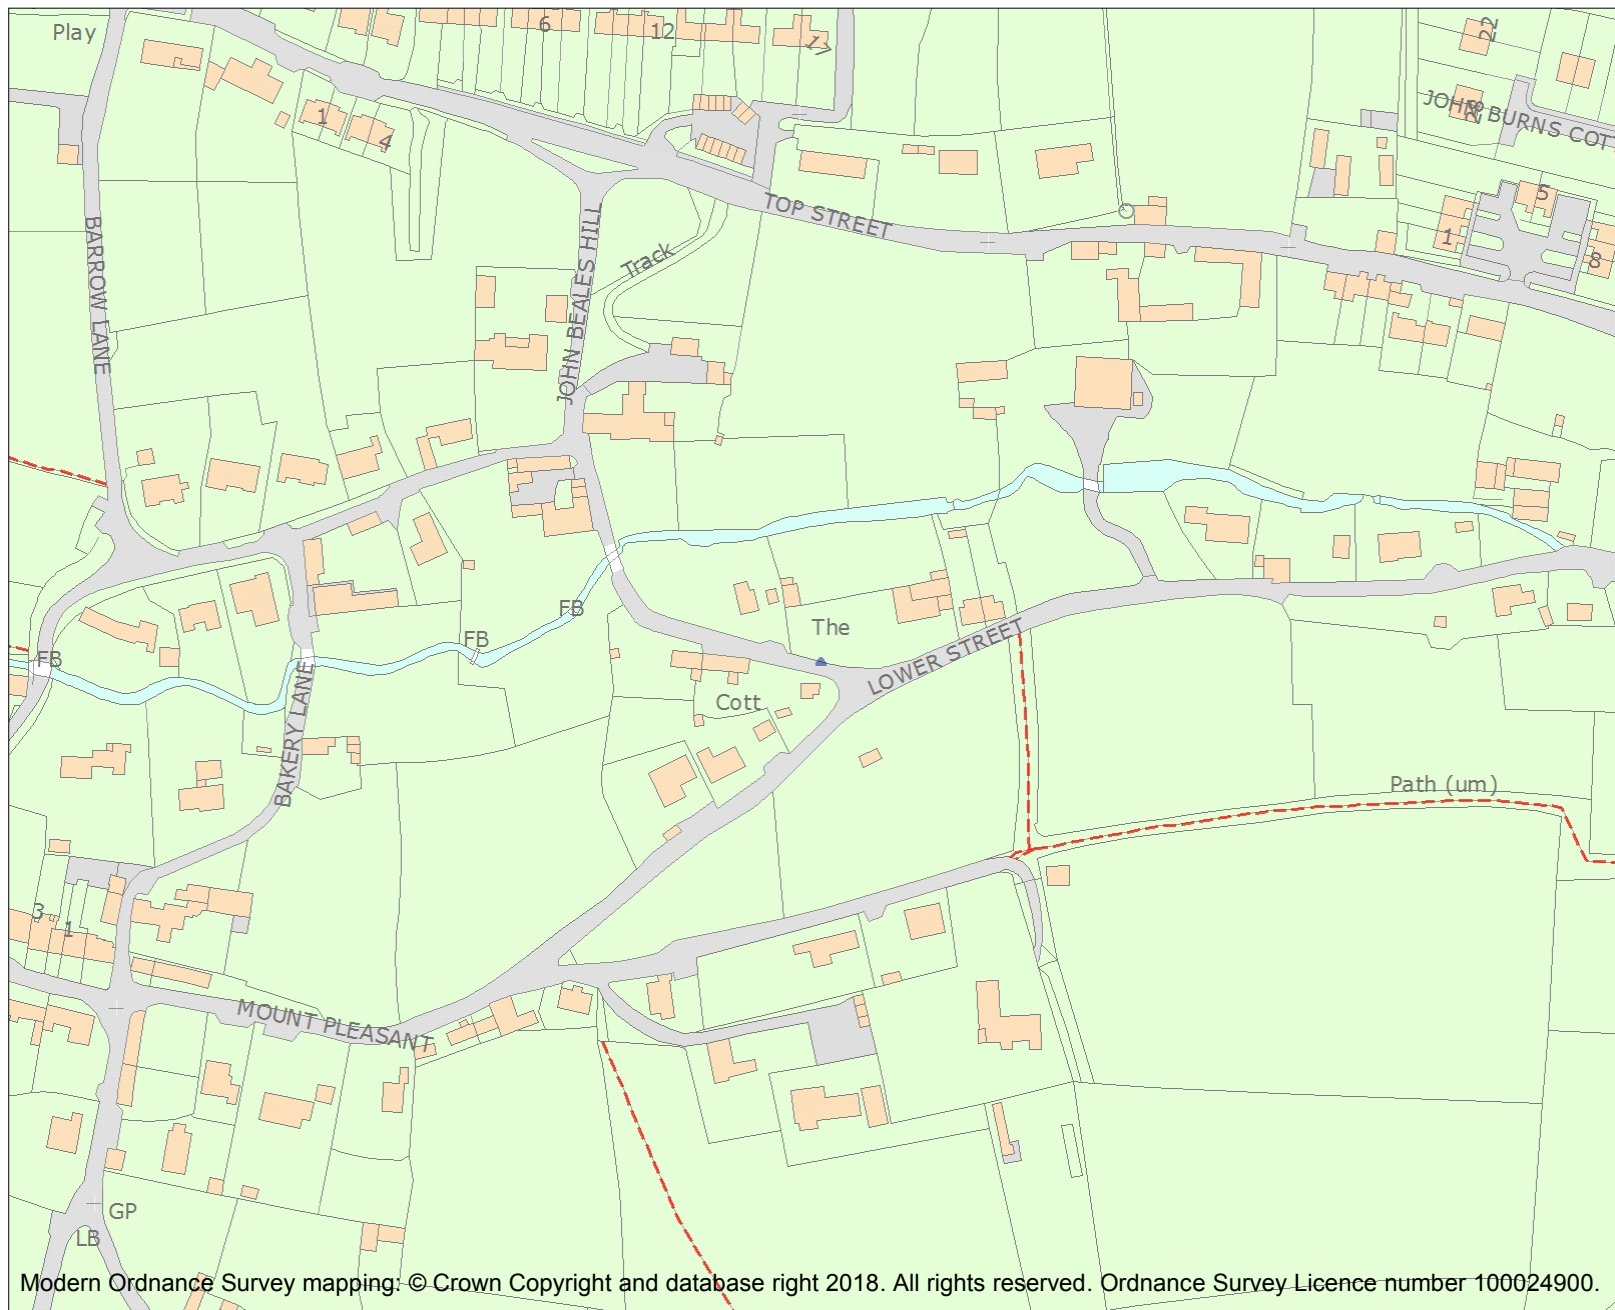 Play
6
12
17
22
28
JOHN BURNS COT
1
4
5
1
8
TOP STREET
JOHN BEALES HILL
Track
BARROW LANE
FB
FB
FB
The
LOWER STREET
Cott
BAKERY LANE
Path (um)
3
1
MOUNT PLEASANT
GP
LB
Modern Ordnance Survey mapping: © Crown Copyright and database right 2018. All rights reserved. Ordnance Survey Licence number 100024900.